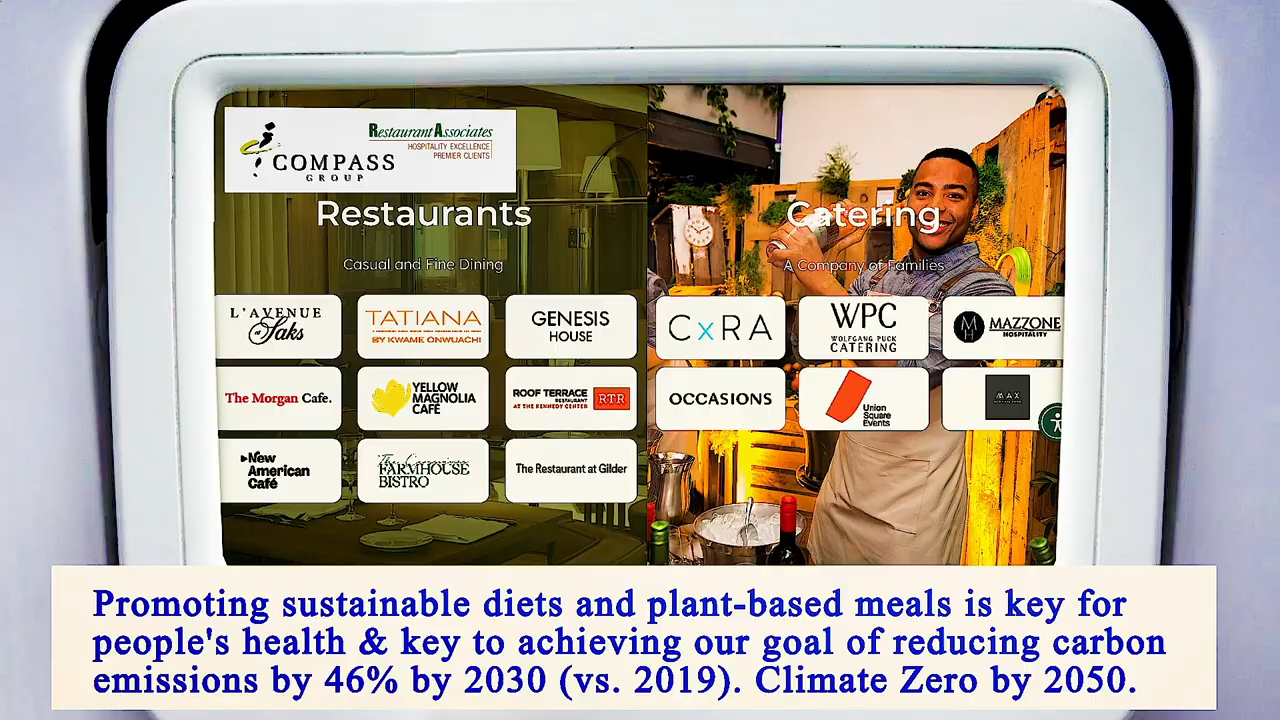 COMPASS
GROUP
Restaurant Associates
HOSPITALITY EXCELLENCE
PREMIER CLIENTS
Restaurants
Casual and Fine Dining
L'AVENUE
Saks
TATIANA
BY KWAME ONWUACHI
GENESIS
HOUSE
The Morgan Cafe.
YELLOW
MAGNOLIA
CAFÉ
ROOF TERRACE
RESTAURANT
AT THE KENNEDY CENTER
RTR
New
American
Café
FARMHOUSE
BISTRO
The Restaurant at Gilder
Catering
A Company of Families
CxRA
WPC
WOLFGANG PUCK
CATERING
MH
MAZZONE
HOSPITALITY
OCCASIONS
Union
Square
Events
MAX
Promoting sustainable diets and plant-based meals is key for
people's health & key to achieving our goal of reducing carbon
emissions by 46% by 2030 (vs. 2019). Climate Zero by 2050.